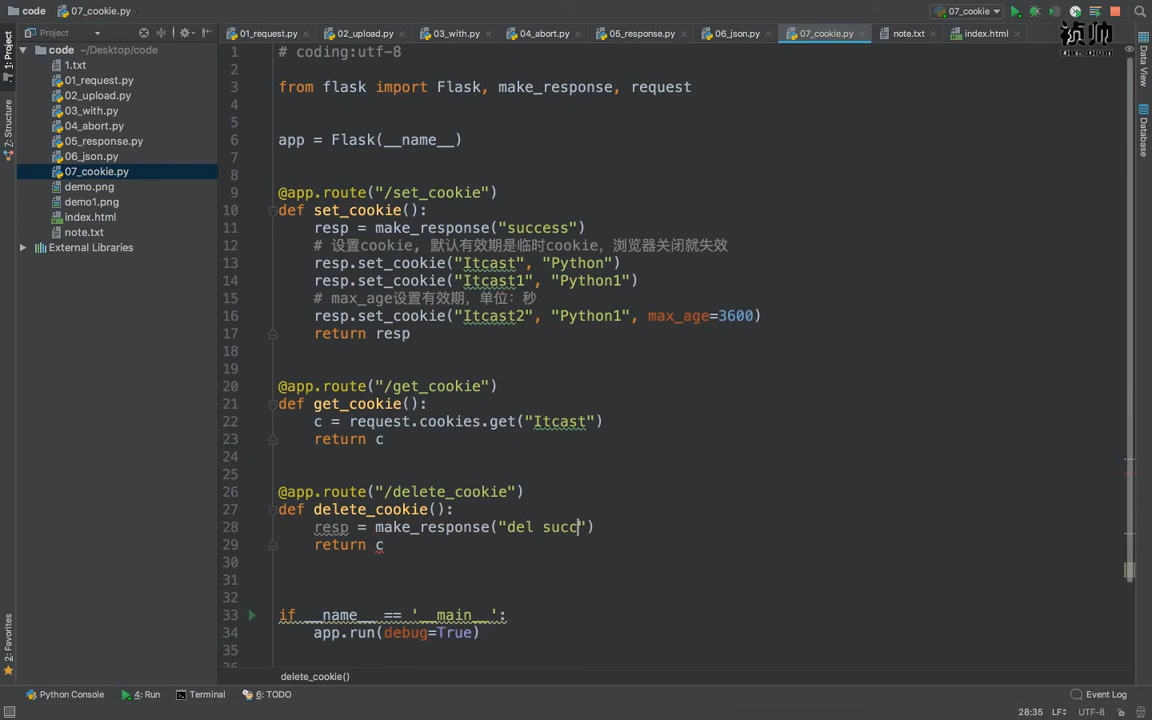 code
07_cookie.py
07_cookie
Project
01_request.py
02_upload.py
03_with.py
04_abort.py
05_response.py
06_json.py
07_cookie.py
note.txt
index.html
1: Project
Z: Structure
2: Favorites
Data View
Database
code ~/Desktop/code
1.txt
01_request.py
02_upload.py
03_with.py
04_abort.py
05_response.py
06_json.py
07_cookie.py
demo.png
demo1.png
index.html
note.txt
External Libraries
1 # coding:utf-8
2
3 from flask import Flask, make_response, request
4
5
6 app = Flask(__name__)
7
8
9 @app.route("/set_cookie")
10 def set_cookie():
11 resp = make_response("success")
12 # 设置cookie, 默认有效期是临时cookie, 浏览器关闭就失效
13 resp.set_cookie("Itcast", "Python")
14 resp.set_cookie("Itcast1", "Python1")
15 # max_age设置有效期, 单位: 秒
16 resp.set_cookie("Itcast2", "Python1", max_age=3600)
17 return resp
18
19
20 @app.route("/get_cookie")
21 def get_cookie():
22 c = request.cookies.get("Itcast")
23 return c
24
25
26 @app.route("/delete_cookie")
27 def delete_cookie():
28 resp = make_response("del succ")
29 return c
30
31
32
33 if __name__ == '__main__':
34 app.run(debug=True)
35
36
delete_cookie()
Python Console
4: Run
Terminal
6: TODO
Event Log
28:35
LF
UTF-8